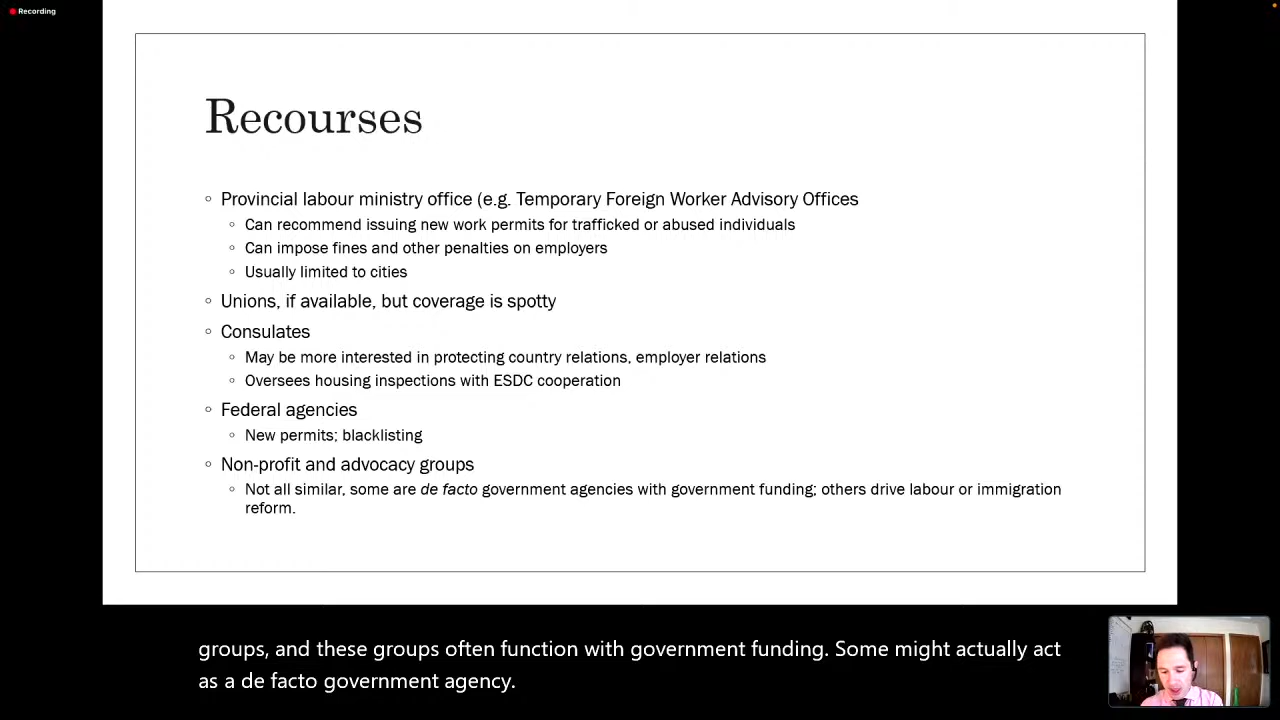 Recording
Recourses
Provincial labour ministry office (e.g. Temporary Foreign Worker Advisory Offices
Can recommend issuing new work permits for trafficked or abused individuals
Can impose fines and other penalties on employers
Usually limited to cities
Unions, if available, but coverage is spotty
Consulates
May be more interested in protecting country relations, employer relations
Oversees housing inspections with ESDC cooperation
Federal agencies
New permits; blacklisting
Non-profit and advocacy groups
Not all similar, some are de facto government agencies with government funding; others drive labour or immigration
reform.
groups, and these groups often function with government funding. Some might actually act
as a de facto government agency.